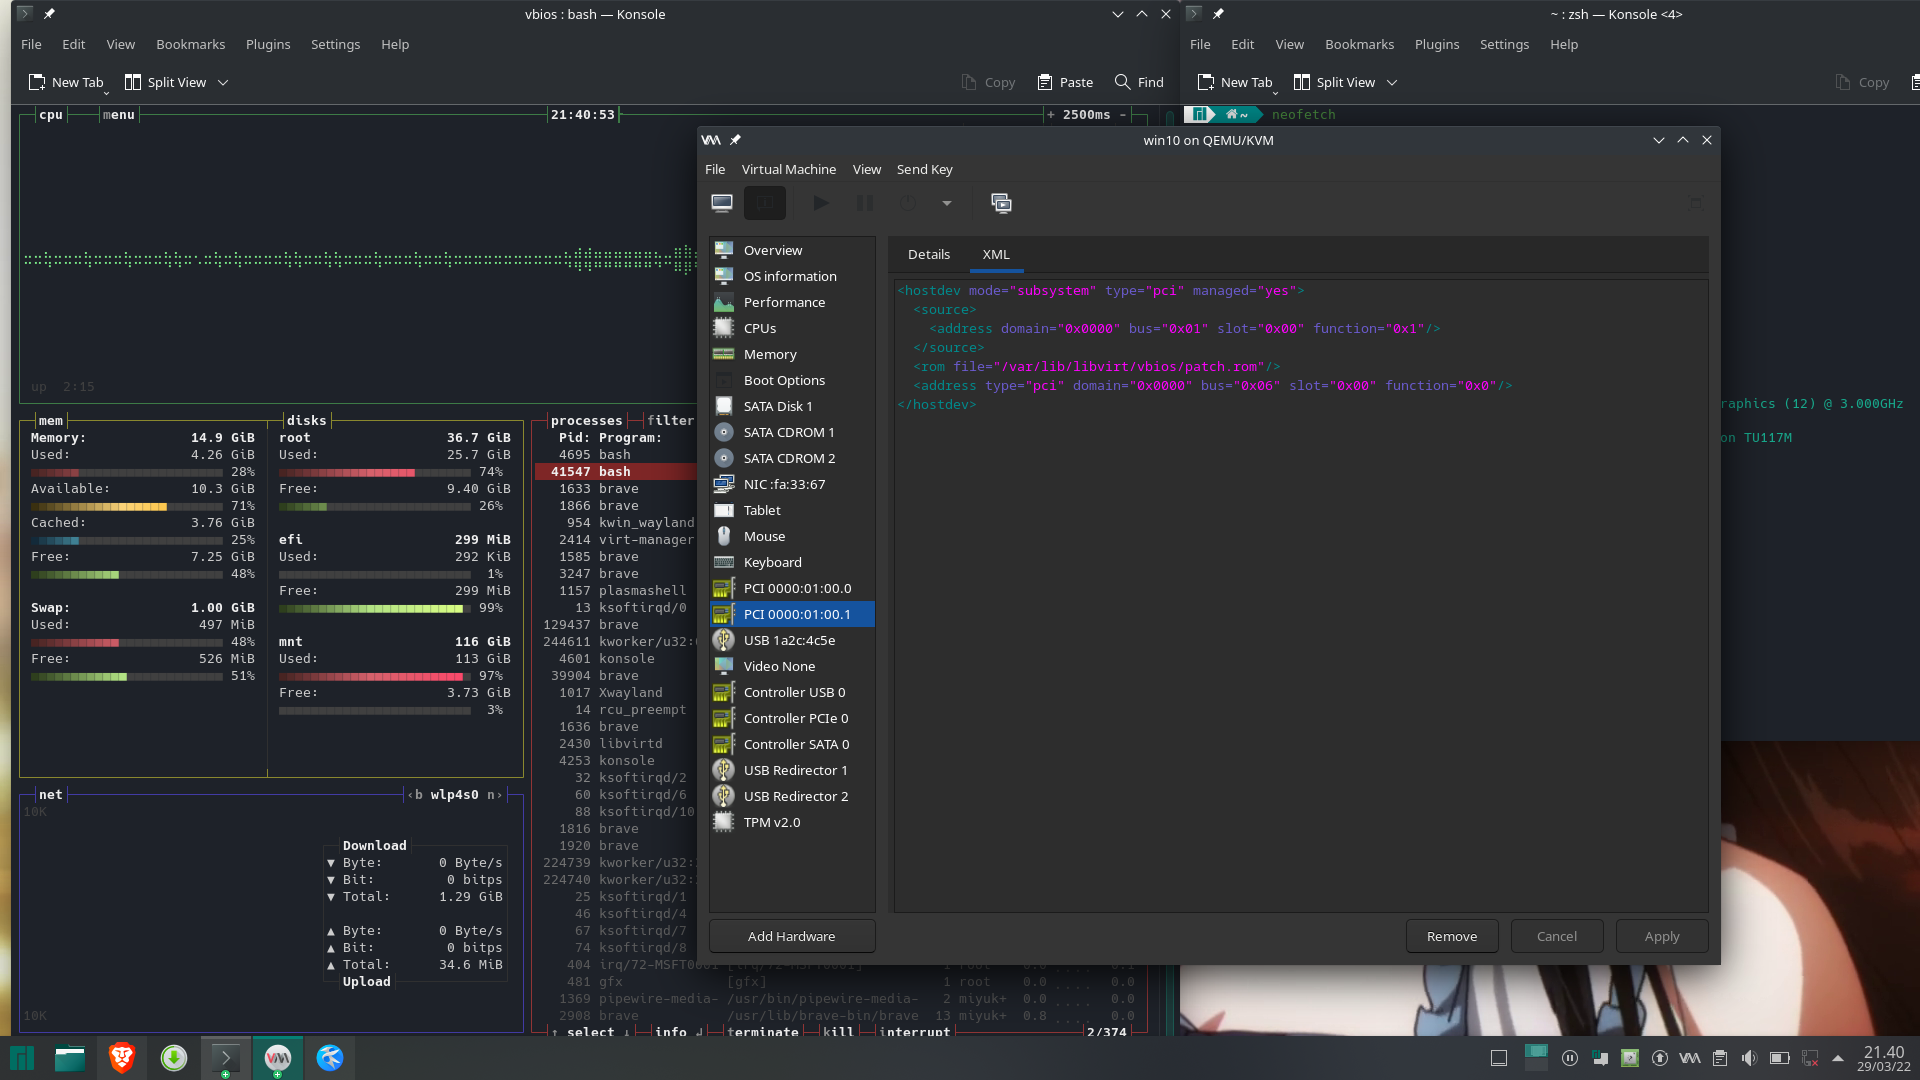 vbios : bash — Konsole
File Edit View Bookmarks Plugins Settings Help
New Tab Split View Copy Paste Find
~ : zsh — Konsole <4>
File Edit View Bookmarks Plugins Settings Help
New Tab Split View Copy
cpu menu 21:40:53 + 2500ms -
up 2:15
~ neofetch
raphics (12) @ 3.000GHz
on TU117M
mem
Memory: 14.9 GiB
Used: 4.26 GiB
28%
Available: 10.3 GiB
71%
Cached: 3.76 GiB
25%
Free: 7.25 GiB
48%
Swap: 1.00 GiB
Used: 497 MiB
48%
Free: 526 MiB
51%
disks
root 36.7 GiB
Used: 25.7 GiB
74%
Free: 9.40 GiB
26%
efi 299 MiB
Used: 292 KiB
1%
Free: 299 MiB
99%
mnt 116 GiB
Used: 113 GiB
97%
Free: 3.73 GiB
3%
processes filter
Pid: Program:
4695 bash
41547 bash
1633 brave
1866 brave
954 kwin_wayland
2414 virt-manager
1585 brave
3247 brave
1157 plasmashell
13 ksoftirqd/0
129437 brave
244611 kworker/u32:
4601 konsole
39904 brave
1017 Xwayland
14 rcu_preempt
1636 brave
2430 libvirtd
4253 konsole
32 ksoftirqd/2
60 ksoftirqd/6
88 ksoftirqd/10
1816 brave
1920 brave
224739 kworker/u32:
224740 kworker/u32:
25 ksoftirqd/1
46 ksoftirqd/4
67 ksoftirqd/7
74 ksoftirqd/8
404 irq/72-MSFT0001 [irq/72-MSFT0001] 1 root 0.0 0.1
481 gfx [gfx] 1 root 0.0 0.0
1369 pipewire-media- /usr/bin/pipewire-media- 2 miyuk+ 0.0 0.0
2908 brave /usr/lib/brave-bin/brave 13 miyuk+ 0.8 0.0
↑ select ↓ info ↲ terminate kill interrupt 2/374
net ‹b wlp4s0 n›
10K
Download
▼ Byte: 0 Byte/s
▼ Bit: 0 bitps
▼ Total: 1.29 GiB
▲ Byte: 0 Byte/s
▲ Bit: 0 bitps
▲ Total: 34.6 MiB
Upload
10K
win10 on QEMU/KVM
File Virtual Machine View Send Key
Overview
OS information
Performance
CPUs
Memory
Boot Options
SATA Disk 1
SATA CDROM 1
SATA CDROM 2
NIC :fa:33:67
Tablet
Mouse
Keyboard
PCI 0000:01:00.0
PCI 0000:01:00.1
USB 1a2c:4c5e
Video None
Controller USB 0
Controller PCIe 0
Controller SATA 0
USB Redirector 1
USB Redirector 2
TPM v2.0
Add Hardware
Details XML
<hostdev mode="subsystem" type="pci" managed="yes">
<source>
<address domain="0x0000" bus="0x01" slot="0x00" function="0x1"/>
</source>
<rom file="/var/lib/libvirt/vbios/patch.rom"/>
<address type="pci" domain="0x0000" bus="0x06" slot="0x00" function="0x0"/>
</hostdev>
Remove Cancel Apply
21.40
29/03/22